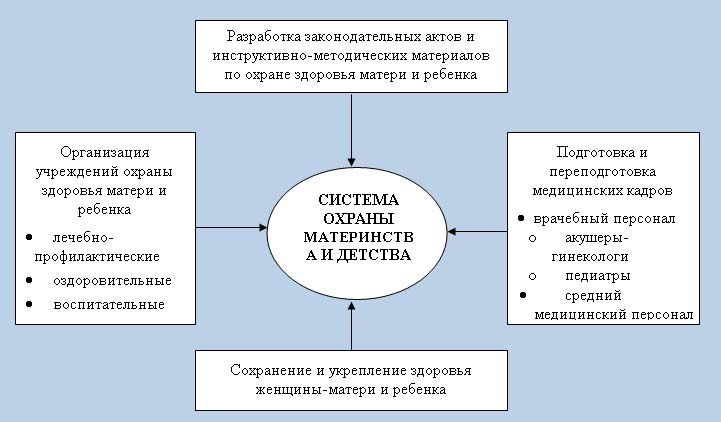 Разработка законодательных актов и
инструктивно-методических материалов
по охране здоровья матери и ребенка
Организация
учреждений охраны
здоровья матери и
ребенка
● лечебно-
профилактические
● оздоровительные
● воспитательные
СИСТЕМА
ОХРАНЫ
МАТЕРИНСТВ
А И ДЕТСТВА
Подготовка и
переподготовка
медицинских кадров
● врачебный персонал
o акушеры-
гинекологи
o педиатры
● средний
медицинский персонал
Сохранение и укрепление здоровья
женщины-матери и ребенка